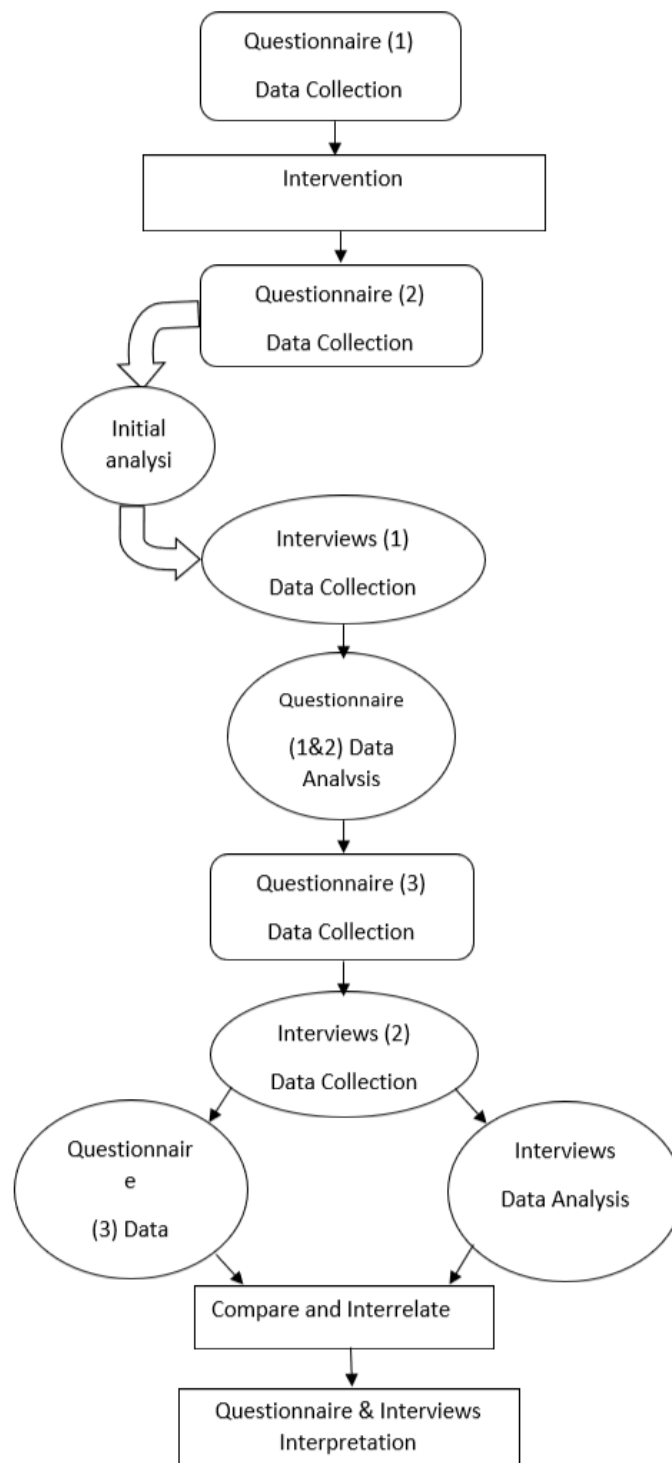 Questionnaire (1)
Data Collection
Intervention
Questionnaire (2)
Data Collection
Initial
analysi
Interviews (1)
Data Collection
Questionnaire
(1&2) Data
Analysis
Questionnaire (3)
Data Collection
Interviews (2)
Data Collection
Questionnair
e
(3) Data
Interviews
Data Analysis
Compare and Interrelate
Questionnaire & Interviews
Interpretation